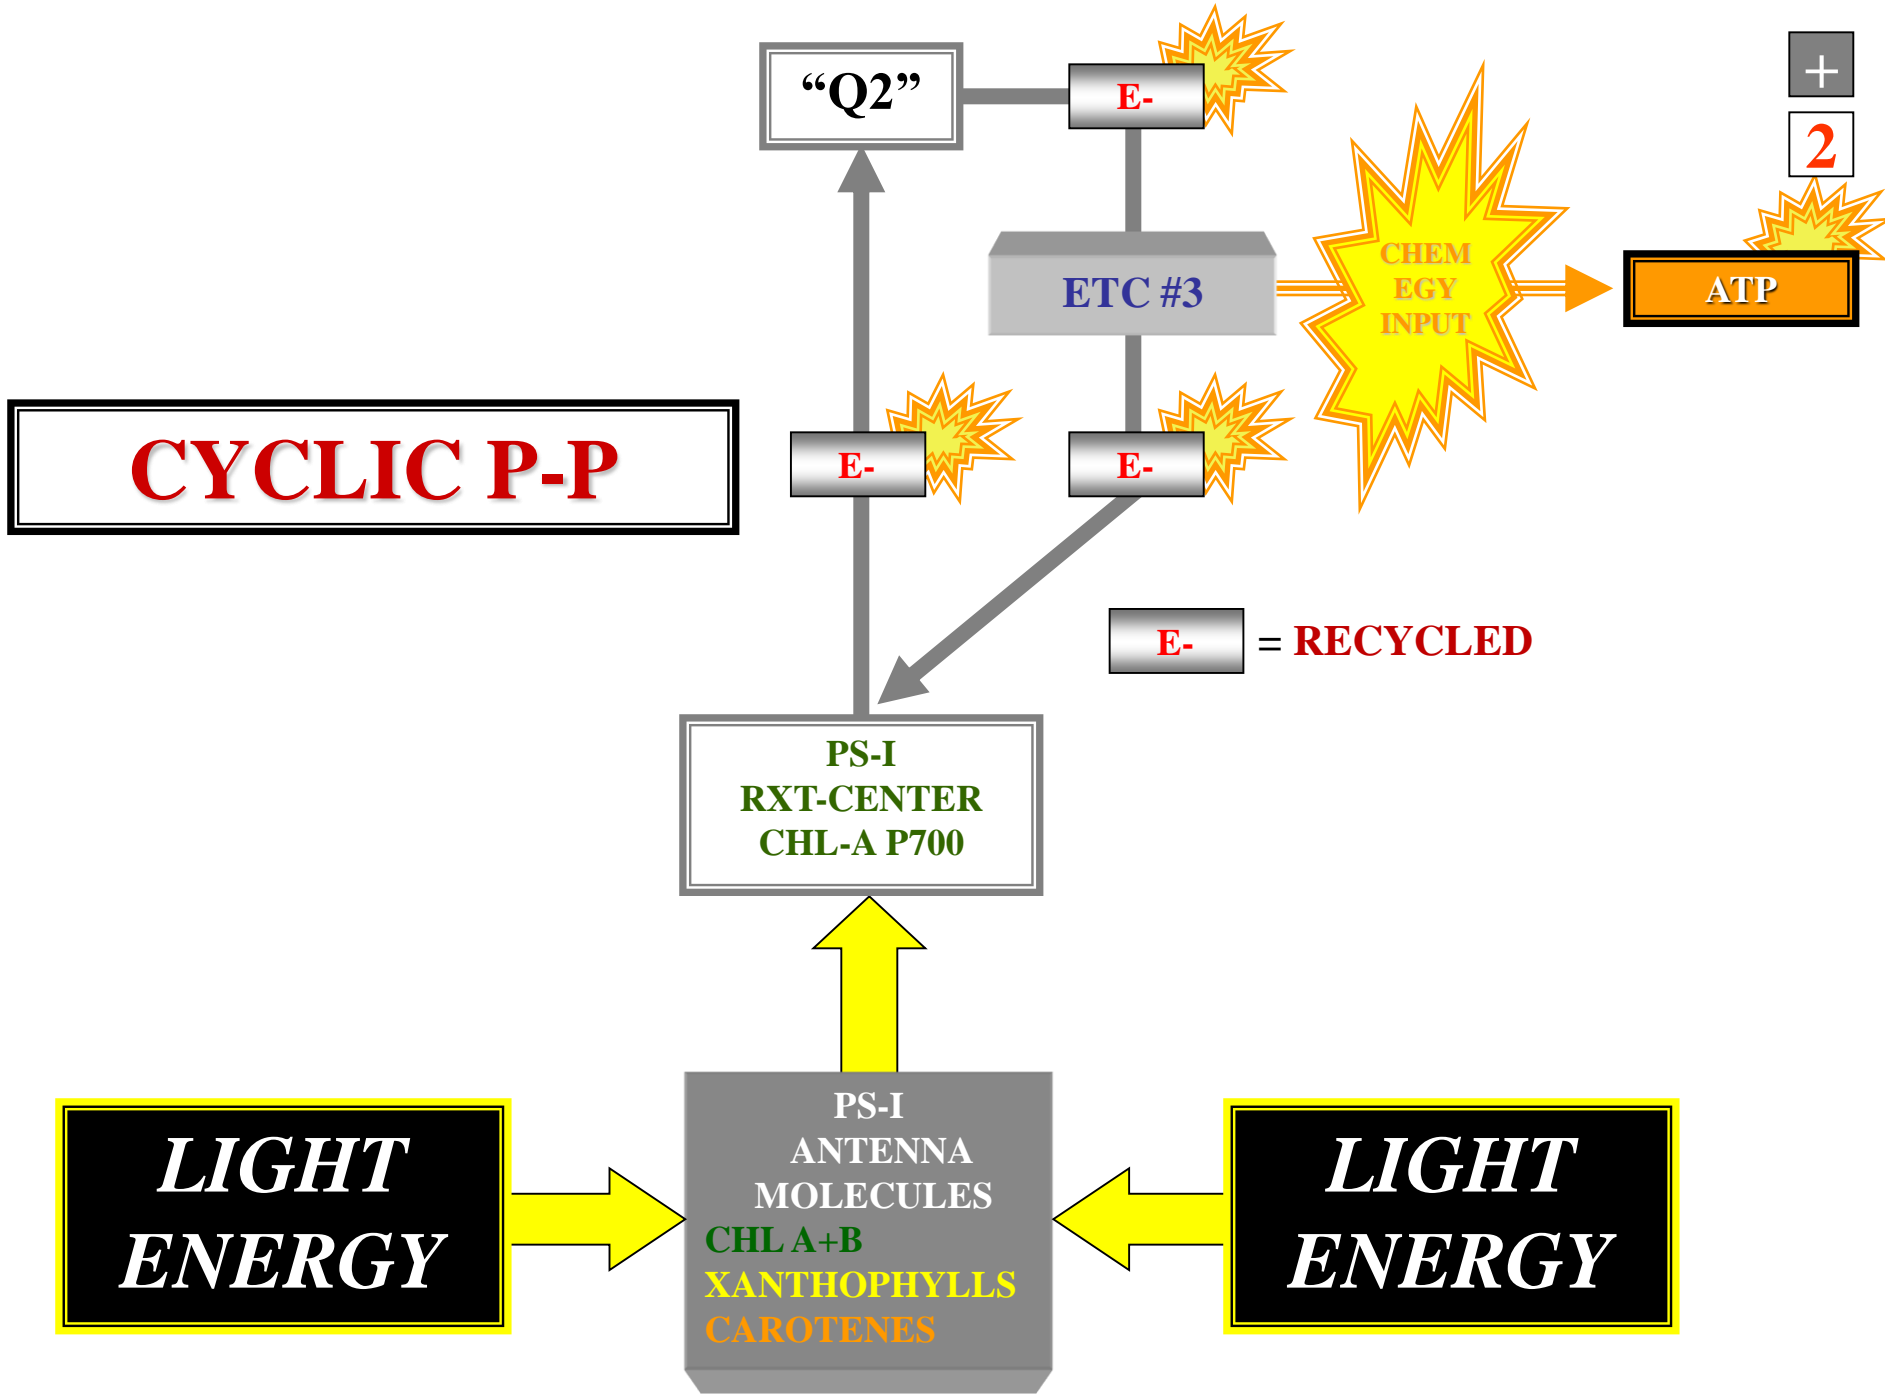 “Q2”
E-
+
2
CHEM
EGY
INPUT
ETC #3
ATP
CYCLIC P-P
E-
E-
E-
= RECYCLED
PS-I
RXT-CENTER
CHL-A P700
PS-I
ANTENNA
MOLECULES
CHL A+B
XANTHOPHYLLS
CAROTENES
LIGHT
ENERGY
LIGHT
ENERGY